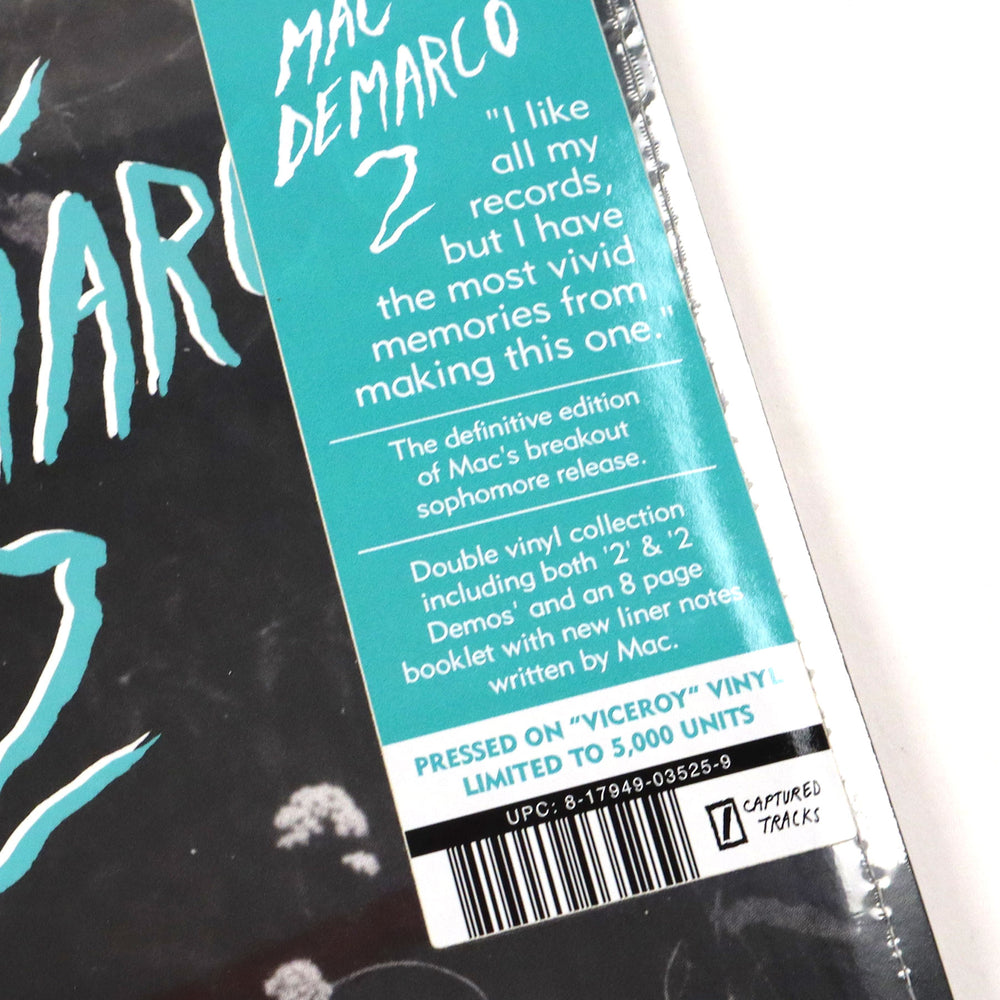 MAC
DEMARCO
2
"I like
all my
records,
but I have
the most vivid
memories from
making this one."
The definitive edition
of Mac's breakout
sophomore release.
Double vinyl collection
including both '2' & '2
Demos' and an 8 page
booklet with new liner notes
written by Mac.
PRESSED ON "VICEROY" VINYL
LIMITED TO 5,000 UNITS
UPC: 8-17949-03525-9
CAPTURED
TRACKS
ARC
2